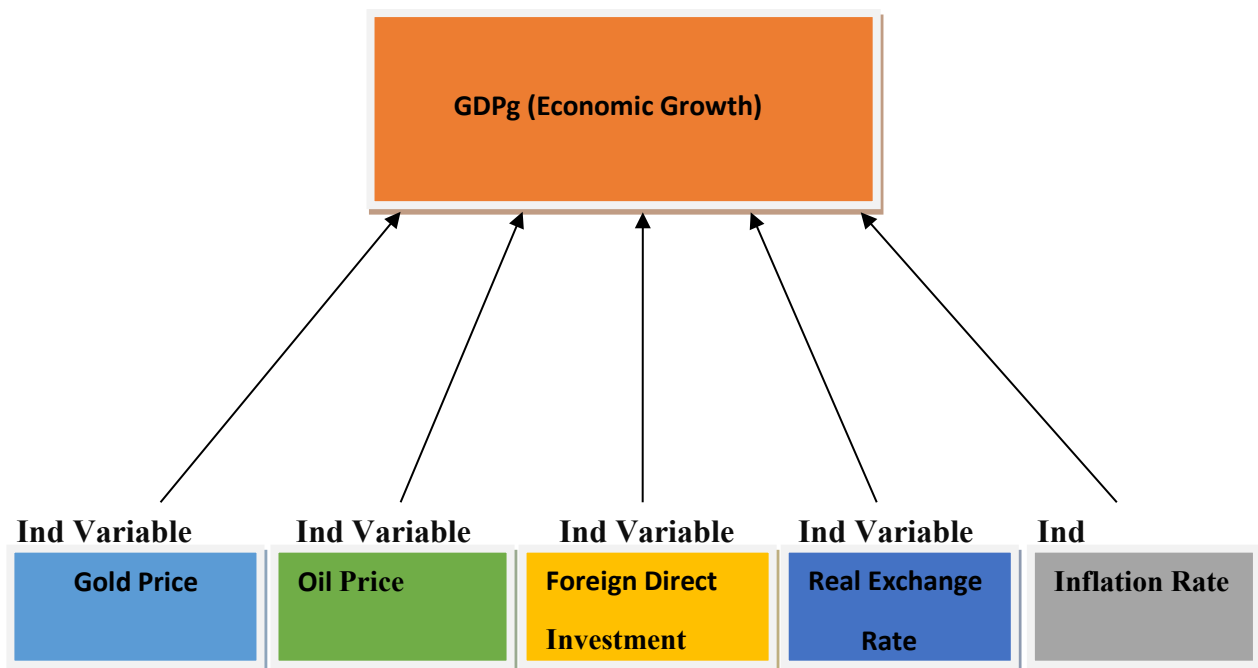 GDPg (Economic Growth)
Ind Variable Ind Variable Ind Variable Ind Variable Ind
Gold Price
Oil Price
Foreign Direct
Investment
Real Exchange
Rate
Inflation Rate